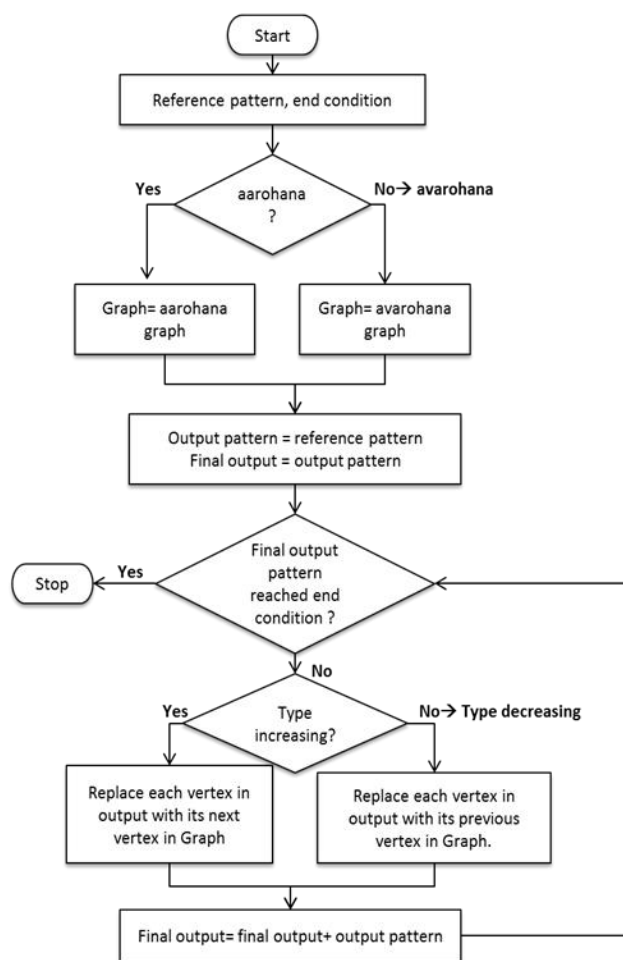 Start
Reference pattern, end condition
Yes
aarohana
?
No→ avarohana
Graph= aarohana
graph
Graph= avarohana
graph
Output pattern = reference pattern
Final output = output pattern
Final output
pattern
reached end
condition ?
Yes
Stop
No
Type
increasing?
Yes
No→ Type decreasing
Replace each vertex in
output with its next
vertex in Graph
Replace each vertex in
output with its previous
vertex in Graph.
Final output= final output+ output pattern